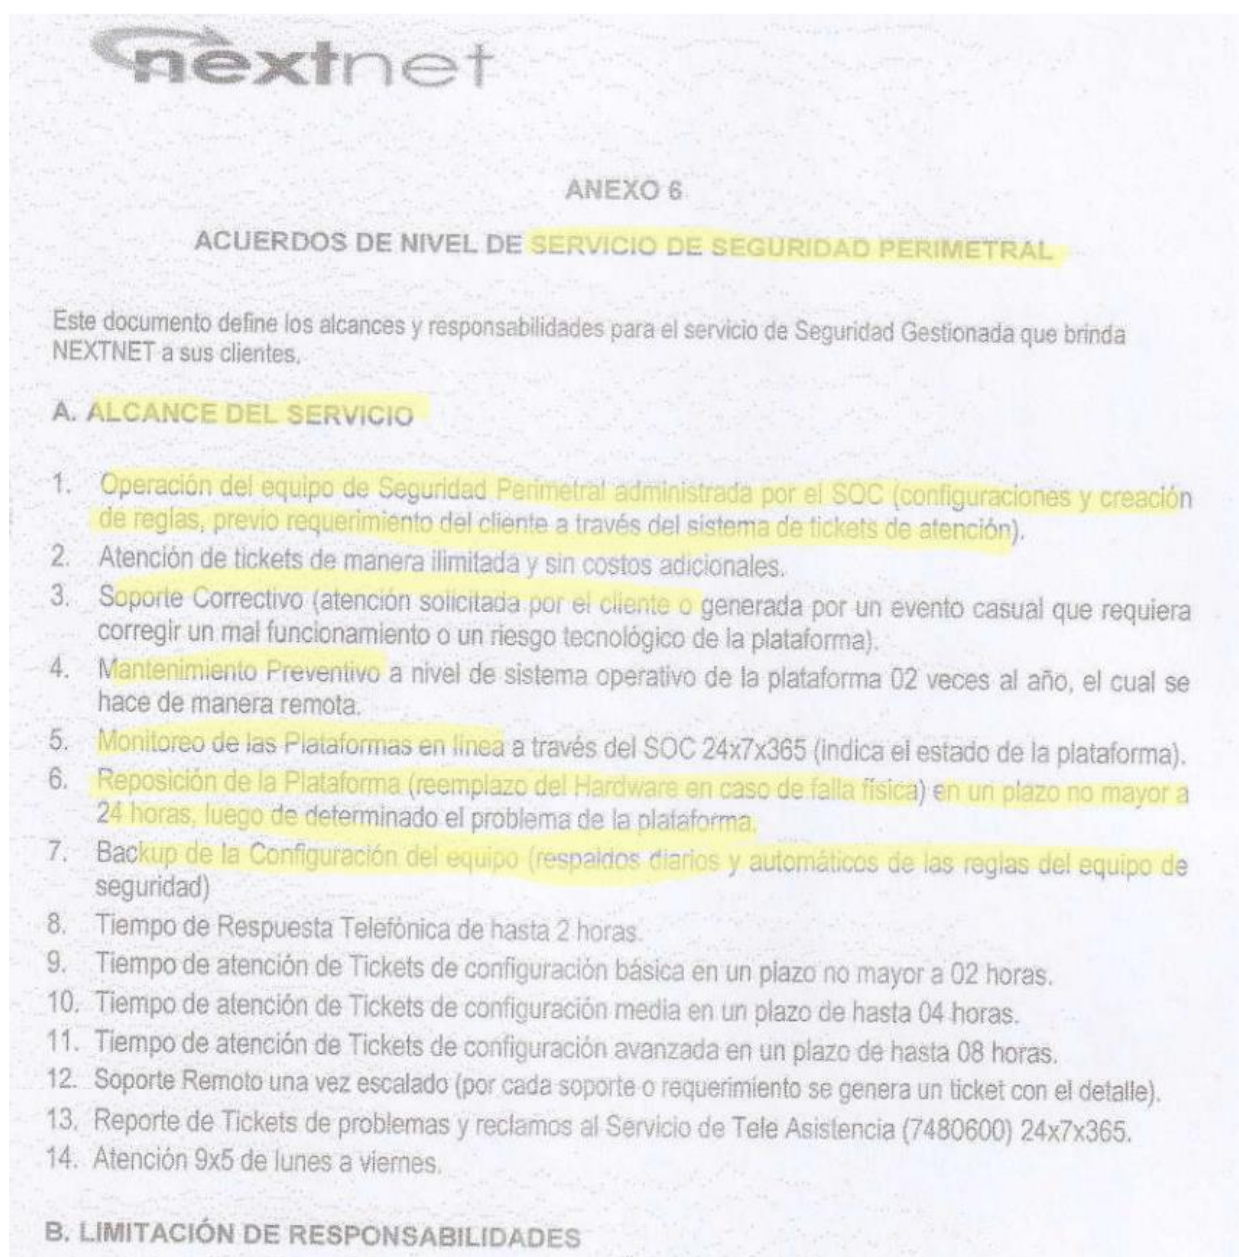 nextnet
ANEXO 6
ACUERDOS DE NIVEL DE SERVICIO DE SEGURIDAD PERIMETRAL
Este documento define los alcances y responsabilidades para el servicio de Seguridad Gestionada que brinda
NEXTNET a sus clientes.
A. ALCANCE DEL SERVICIO
1. Operación del equipo de Seguridad Perimetral administrada por el SOC (configuraciones y creación
de reglas, previo requerimiento del cliente a través del sistema de tickets de atención).
2. Atención de tickets de manera ilimitada y sin costos adicionales.
3. Soporte Correctivo (atención solicitada por el cliente o generada por un evento casual que requiera
corregir un mal funcionamiento o un riesgo tecnológico de la plataforma).
4. Mantenimiento Preventivo a nivel de sistema operativo de la plataforma 02 veces al año, el cual se
hace de manera remota.
5. Monitoreo de las Plataformas en línea a través del SOC 24x7x365 (indica el estado de la plataforma).
6. Reposición de la Plataforma (reemplazo del Hardware en caso de falla física) en un plazo no mayor a
24 horas, luego de determinado el problema de la plataforma.
7. Backup de la Configuración del equipo (respaldos diarios y automáticos de las reglas del equipo de
seguridad)
8. Tiempo de Respuesta Telefónica de hasta 2 horas.
9. Tiempo de atención de Tickets de configuración básica en un plazo no mayor a 02 horas.
10. Tiempo de atención de Tickets de configuración media en un plazo de hasta 04 horas.
11. Tiempo de atención de Tickets de configuración avanzada en un plazo de hasta 08 horas.
12. Soporte Remoto una vez escalado (por cada soporte o requerimiento se genera un ticket con el detalle).
13. Reporte de Tickets de problemas y reclamos al Servicio de Tele Asistencia (7480600) 24x7x365.
14. Atención 9x5 de lunes a viernes.
B. LIMITACIÓN DE RESPONSABILIDADES